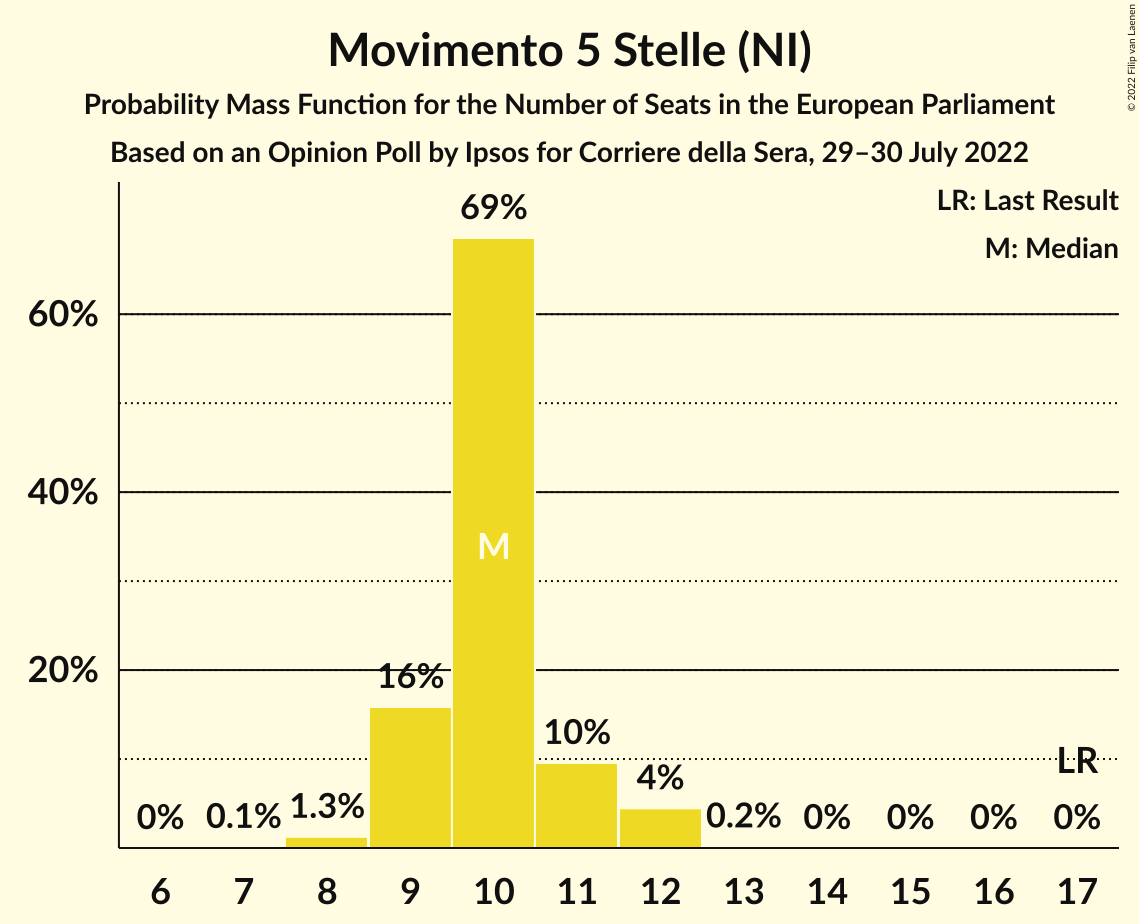 Movimento 5 Stelle (NI)
Probability Mass Function for the Number of Seats in the European Parliament
Based on an Opinion Poll by Ipsos for Corriere della Sera, 29–30 July 2022
© 2022 Filip van Laenen
LR: Last Result
M: Median
60%
40%
20%
0%
0.1%
1.3%
16%
69%
M
10%
4%
0.2%
0%
0%
0%
LR
0%
6 7 8 9 10 11 12 13 14 15 16 17